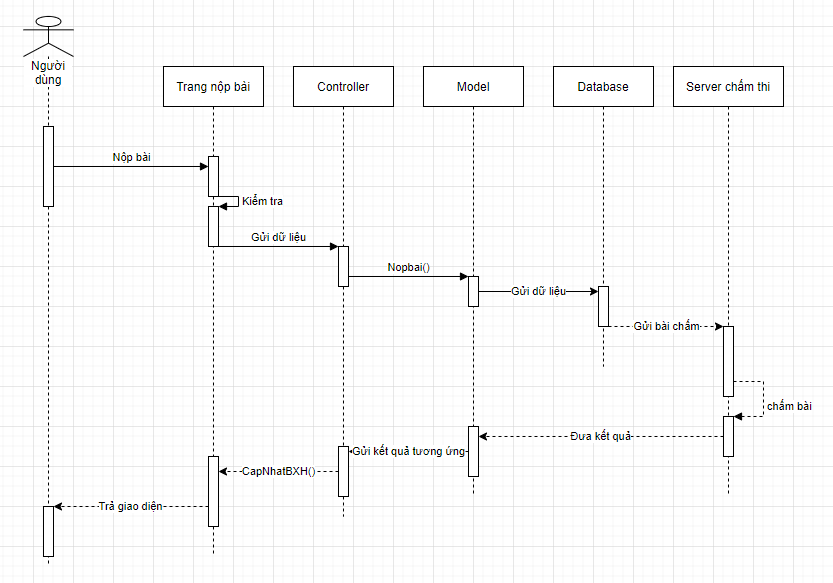 Người
dùng
Trang nộp bài
Controller
Model
Database
Server chấm thi
Nộp bài
Kiểm tra
Gửi dữ liệu
Nopbai()
Gửi dữ liệu
Gửi bài chấm
chấm bài
Đưa kết quả
Gửi kết quả tương ứng
CapNhatBXH()
Trả giao diện